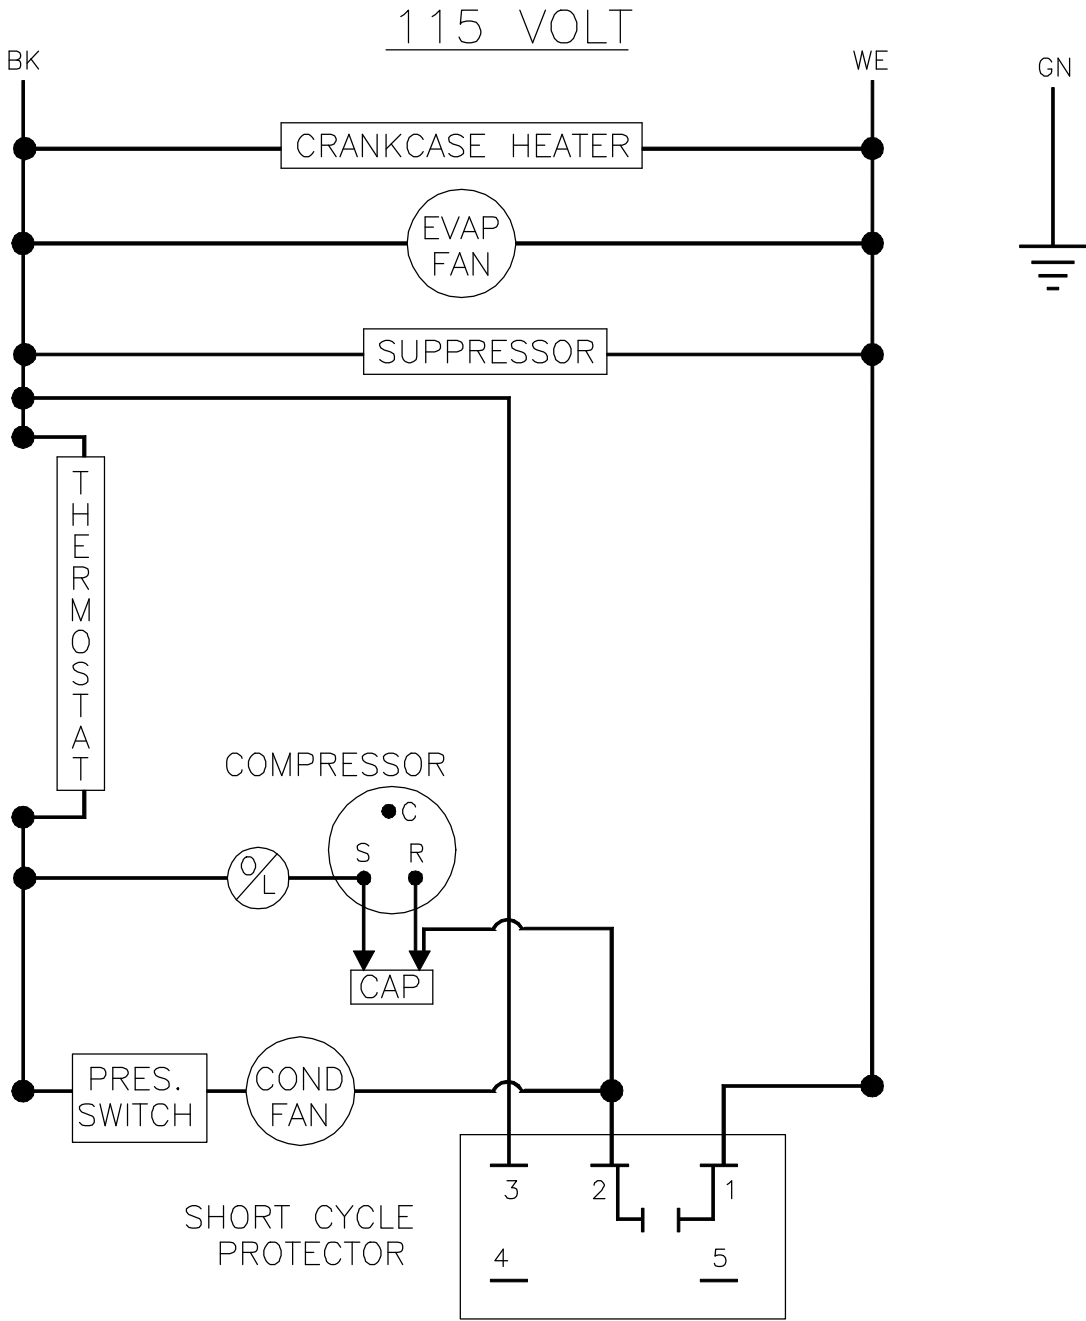 115 VOLT
BK
WE
GN
CRANKCASE HEATER
EVAP
FAN
SUPPRESSOR
THERMOSTAT
COMPRESSOR
C
S
R
O/L
CAP
PRES.
SWITCH
COND
FAN
3
2
1
SHORT CYCLE
PROTECTOR
4
5